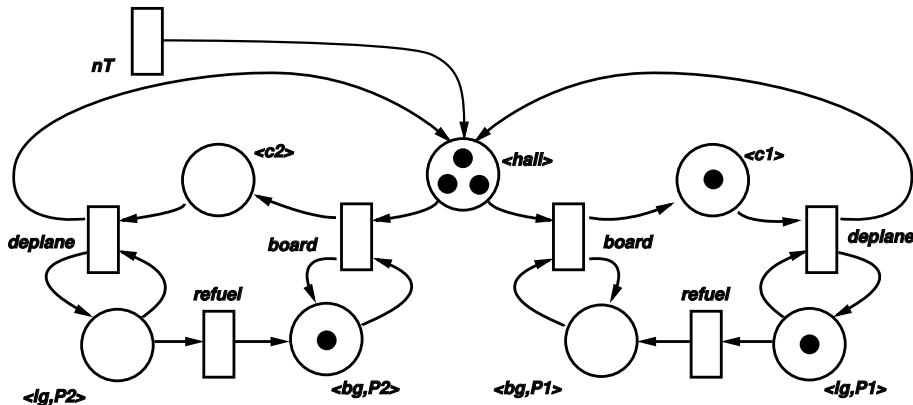 nT
<c2>
<hall>
<c1>
deplane
board
board
deplane
refuel
refuel
<lg,P2>
<bg,P2>
<bg,P1>
<lg,P1>